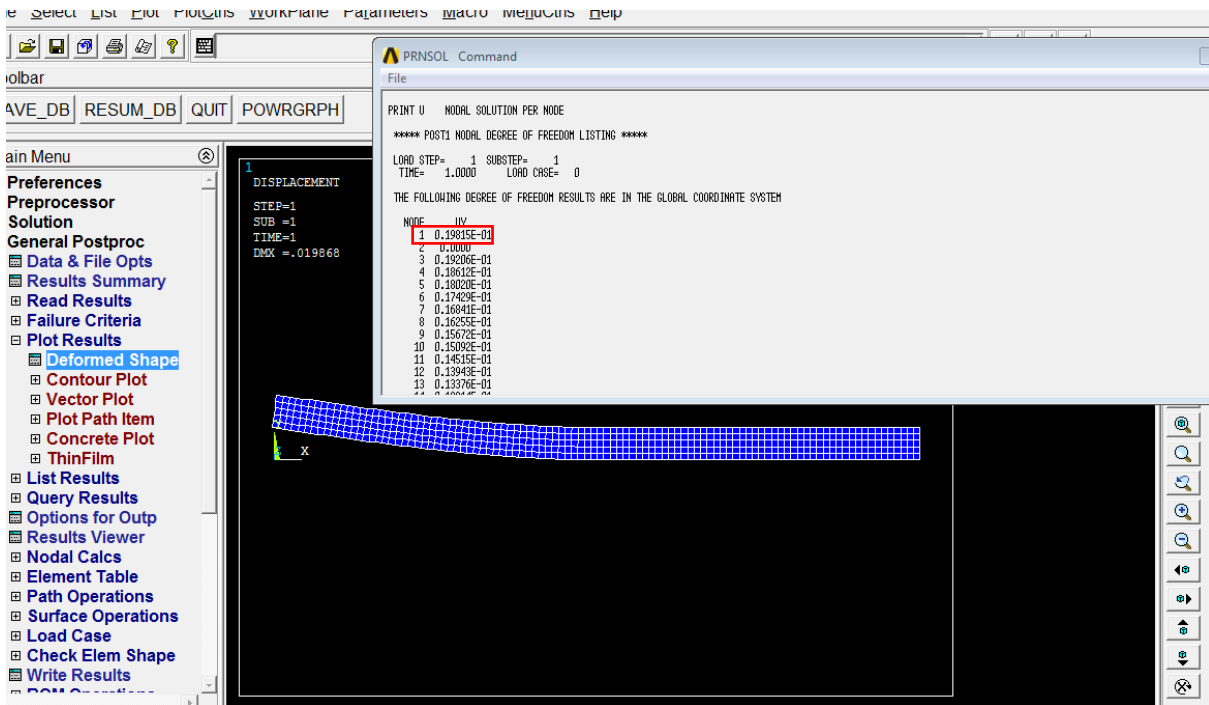 Select List Plot PlotCtrls WorkPlane Parameters Macro MenuCtrls Help
PRNSOL Command
File
oolbar
AVE_DB RESUM_DB QUIT POWRGRPH
PRINT U NODAL SOLUTION PER NODE
***** POST1 NODAL DEGREE OF FREEDOM LISTING *****
LOAD STEP= 1 SUBSTEP= 1
TIME= 1.0000 LOAD CASE= 0
THE FOLLOWING DEGREE OF FREEDOM RESULTS ARE IN THE GLOBAL COORDINATE SYSTEM
NODE UY
1 0.19815E-01
2 0.0000
3 0.19206E-01
4 0.18612E-01
5 0.18020E-01
6 0.17429E-01
7 0.16841E-01
8 0.16255E-01
9 0.15672E-01
10 0.15092E-01
11 0.14515E-01
12 0.13943E-01
13 0.13376E-01
ain Menu
Preferences
Preprocessor
Solution
General Postproc
Data & File Opts
Results Summary
Read Results
Failure Criteria
Plot Results
Deformed Shape
Contour Plot
Vector Plot
Plot Path Item
Concrete Plot
ThinFilm
List Results
Query Results
Options for Outp
Results Viewer
Nodal Calcs
Element Table
Path Operations
Surface Operations
Load Case
Check Elem Shape
Write Results
1
DISPLACEMENT
STEP=1
SUB =1
TIME=1
DMX =.019868
X